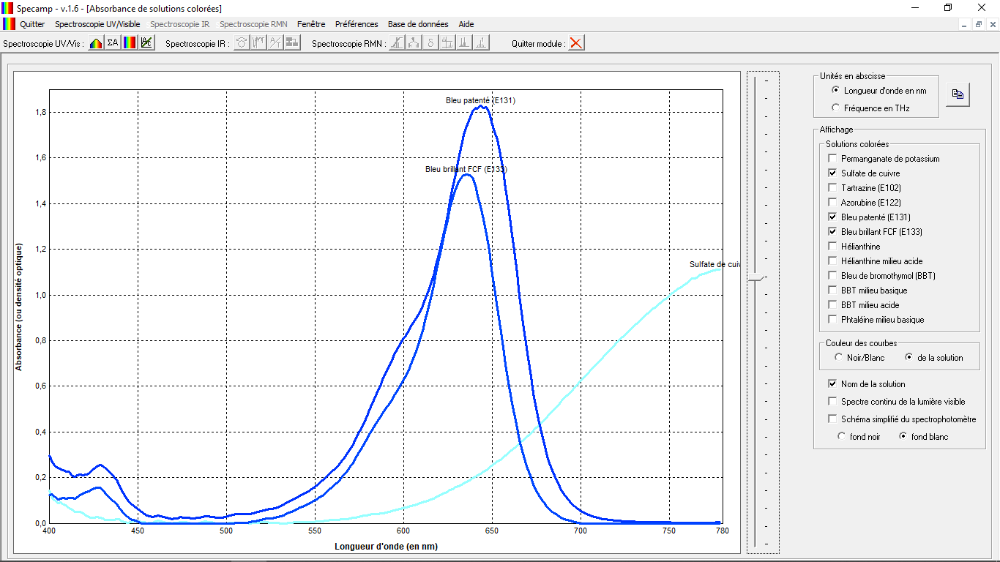 Specamp - v.1.6 - [Absorbance de solutions colorées]
Quitter Spectroscopie UV/Visible Spectroscopie IR Spectroscopie RMN Fenêtre Préférences Base de données Aide
Spectroscopie UV/Vis : ΣA Spectroscopie IR : A/T Spectroscopie RMN : δ Quitter module :
Bleu patenté (E131)
Bleu brillant FCF (E133)
Sulfate de cuiv
1,8
1,6
1,4
1,2
1,0
0,8
0,6
0,4
0,2
0,0
Absorbance (ou densité optique)
400 450 500 550 600 650 700 750 780
Longueur d'onde (en nm)
Unités en abscisse
Longueur d'onde en nm
Fréquence en THz
Affichage
Solutions colorées
Permanganate de potassium
Sulfate de cuivre
Tartrazine (E102)
Azorubine (E122)
Bleu patenté (E131)
Bleu brillant FCF (E133)
Hélianthine
Hélianthine milieu acide
Bleu de bromothymol (BBT)
BBT milieu basique
BBT milieu acide
Phtaléine milieu basique
Couleur des courbes
Noir/Blanc de la solution
Nom de la solution
Spectre continu de la lumière visible
Schéma simplifié du spectrophotomètre
fond noir fond blanc